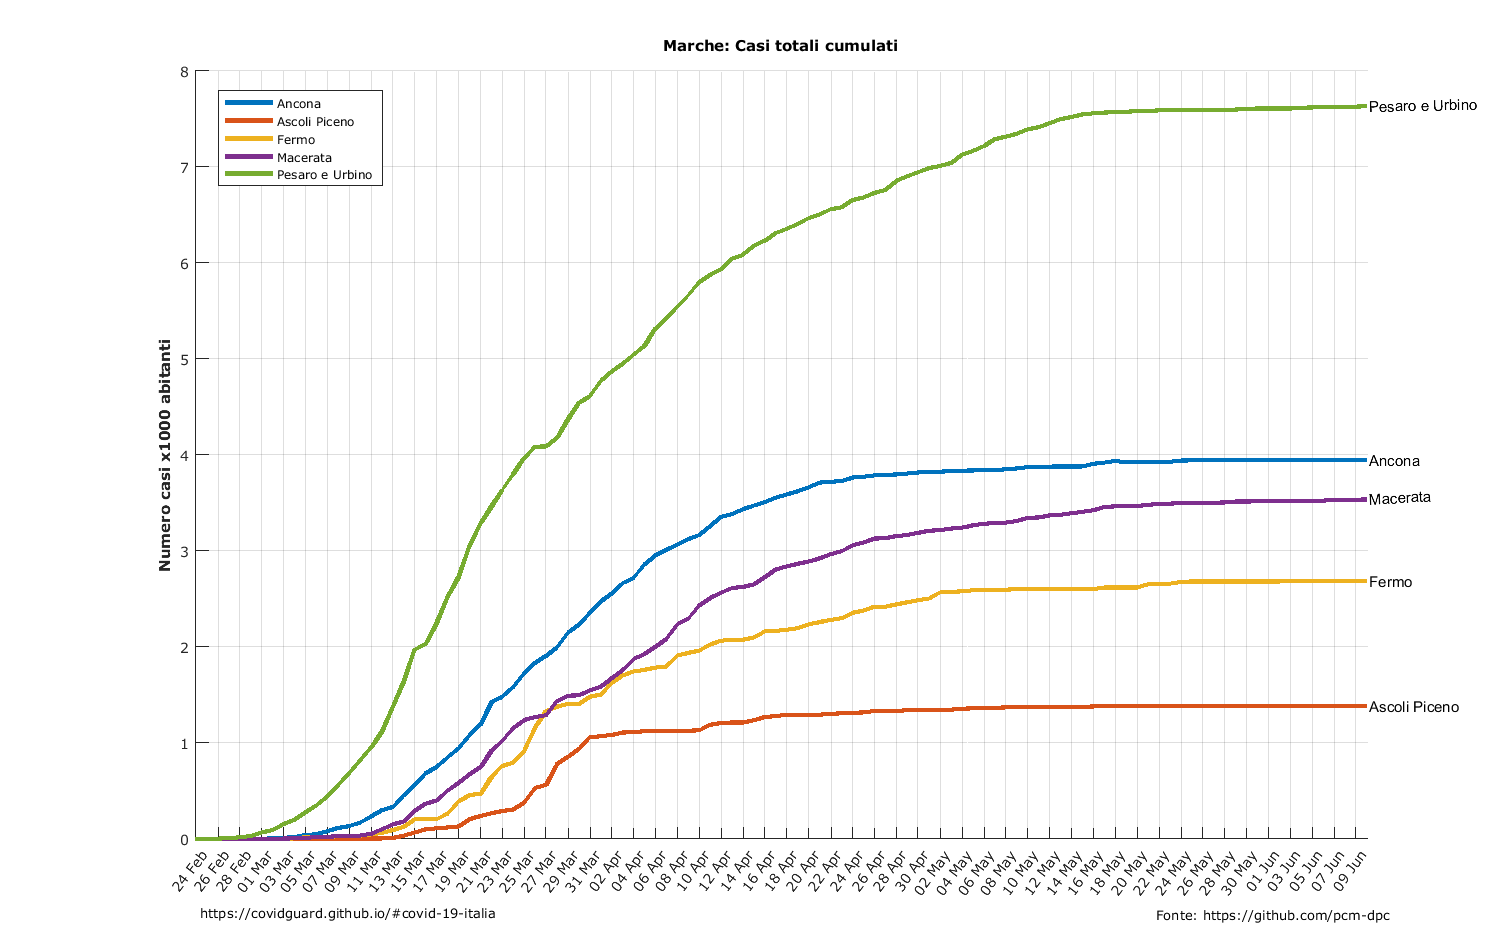 Marche: Casi totali cumulati
8
7
6
5
4
3
2
1
0
Numero casi x1000 abitanti
Ancona
Ascoli Piceno
Fermo
Macerata
Pesaro e Urbino
Pesaro e Urbino
Ancona
Macerata
Fermo
Ascoli Piceno
24 Feb
26 Feb
28 Feb
01 Mar
03 Mar
05 Mar
07 Mar
09 Mar
11 Mar
13 Mar
15 Mar
17 Mar
19 Mar
21 Mar
23 Mar
25 Mar
27 Mar
29 Mar
31 Mar
02 Apr
04 Apr
06 Apr
08 Apr
10 Apr
12 Apr
14 Apr
16 Apr
18 Apr
20 Apr
22 Apr
24 Apr
26 Apr
28 Apr
30 Apr
02 May
04 May
06 May
08 May
10 May
12 May
14 May
16 May
18 May
20 May
22 May
24 May
26 May
28 May
30 May
01 Jun
03 Jun
05 Jun
07 Jun
09 Jun
https://covidguard.github.io/#covid-19-italia
Fonte: https://github.com/pcm-dpc